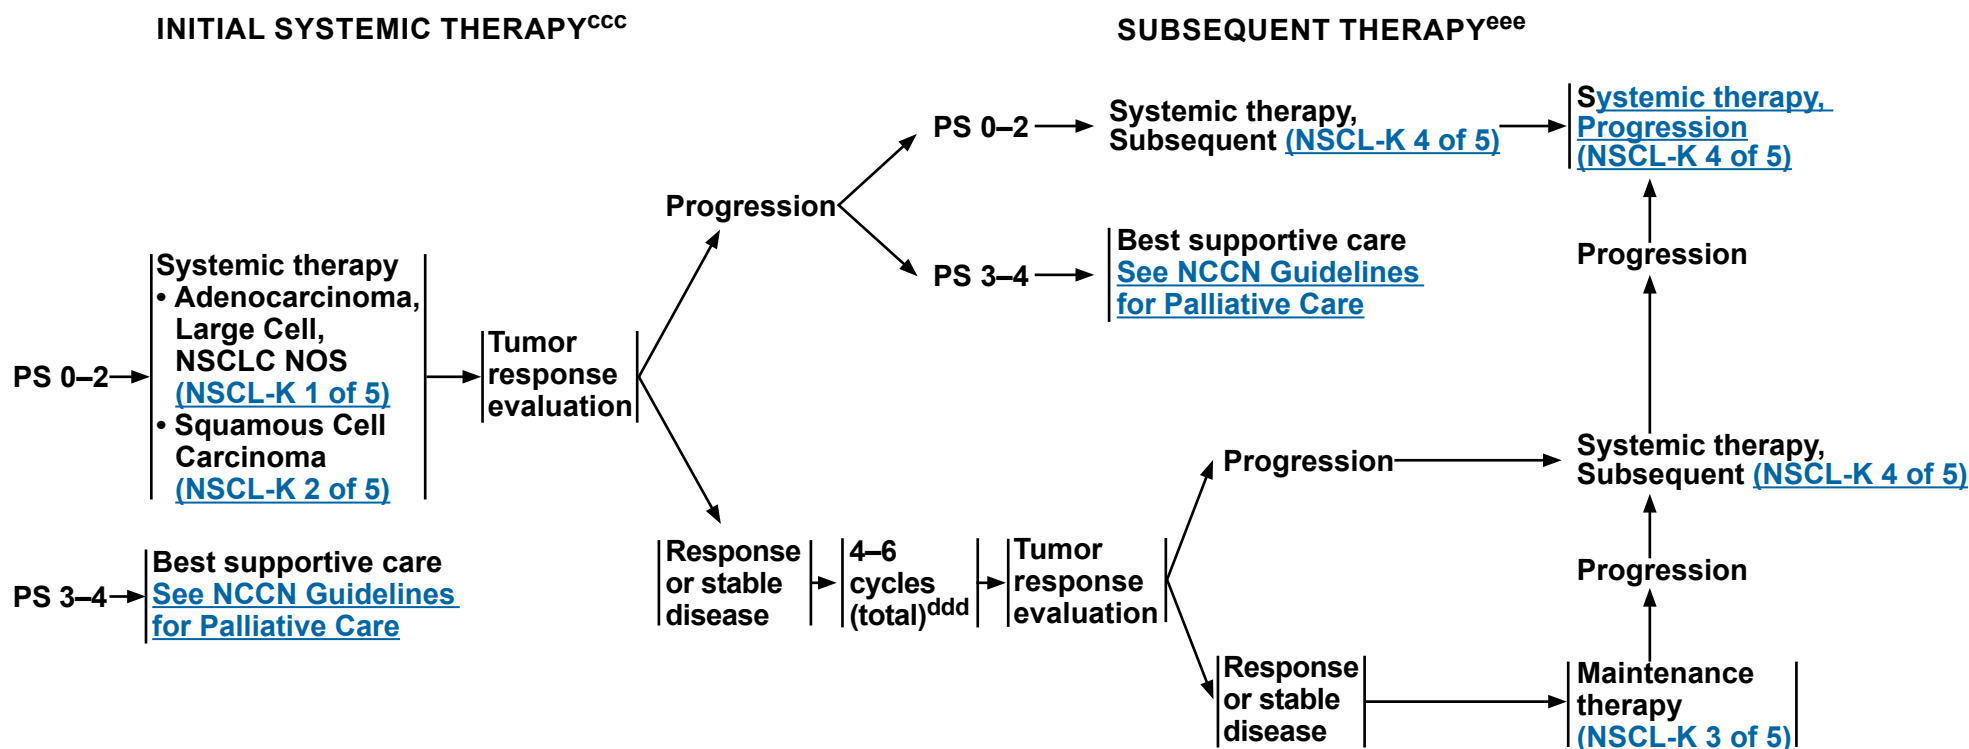 INITIAL SYSTEMIC THERAPYccc
SUBSEQUENT THERAPYeee
PS 0–2
Systemic therapy
• Adenocarcinoma,
Large Cell,
NSCLC NOS
(NSCL-K 1 of 5)
• Squamous Cell
Carcinoma
(NSCL-K 2 of 5)
PS 3–4
Best supportive care
See NCCN Guidelines
for Palliative Care
Tumor
response
evaluation
Progression
PS 0–2
Systemic therapy,
Subsequent (NSCL-K 4 of 5)
Systemic therapy,
Progression
(NSCL-K 4 of 5)
PS 3–4
Best supportive care
See NCCN Guidelines
for Palliative Care
Response
or stable
disease
4–6
cycles
(total)ddd
Tumor
response
evaluation
Progression
Systemic therapy,
Subsequent (NSCL-K 4 of 5)
Progression
Response
or stable
disease
Maintenance
therapy
(NSCL-K 3 of 5)
Progression